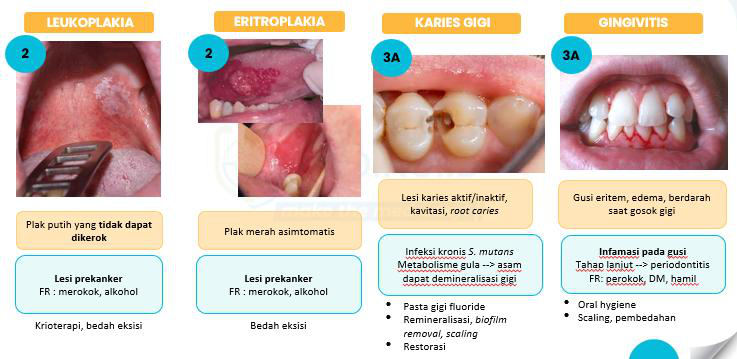 LEUKOPLAKIA
2
Plak putih yang tidak dapat
dikerok
Lesi prekanker
FR : merokok, alkohol
Krioterapi, bedah eksisi
ERITROPLAKIA
2
Plak merah asimtomatis
Lesi prekanker
FR : merokok, alkohol
Bedah eksisi
KARIES GIGI
3A
Lesi karies aktif/inaktif,
kavitasi, root caries
Infeksi kronis S. mutans
Metabolisme gula --> asam
dapat demineralisasi gigi
• Pasta gigi fluoride
• Remineralisasi, biofilm
removal, scaling
• Restorasi
GINGIVITIS
3A
Gusi eritem, edema, berdarah
saat gosok gigi
Infamasi pada gusi
Tahap lanjut --> periodontitis
FR: perokok, DM, hamil
• Oral hygiene
• Scaling, pembedahan